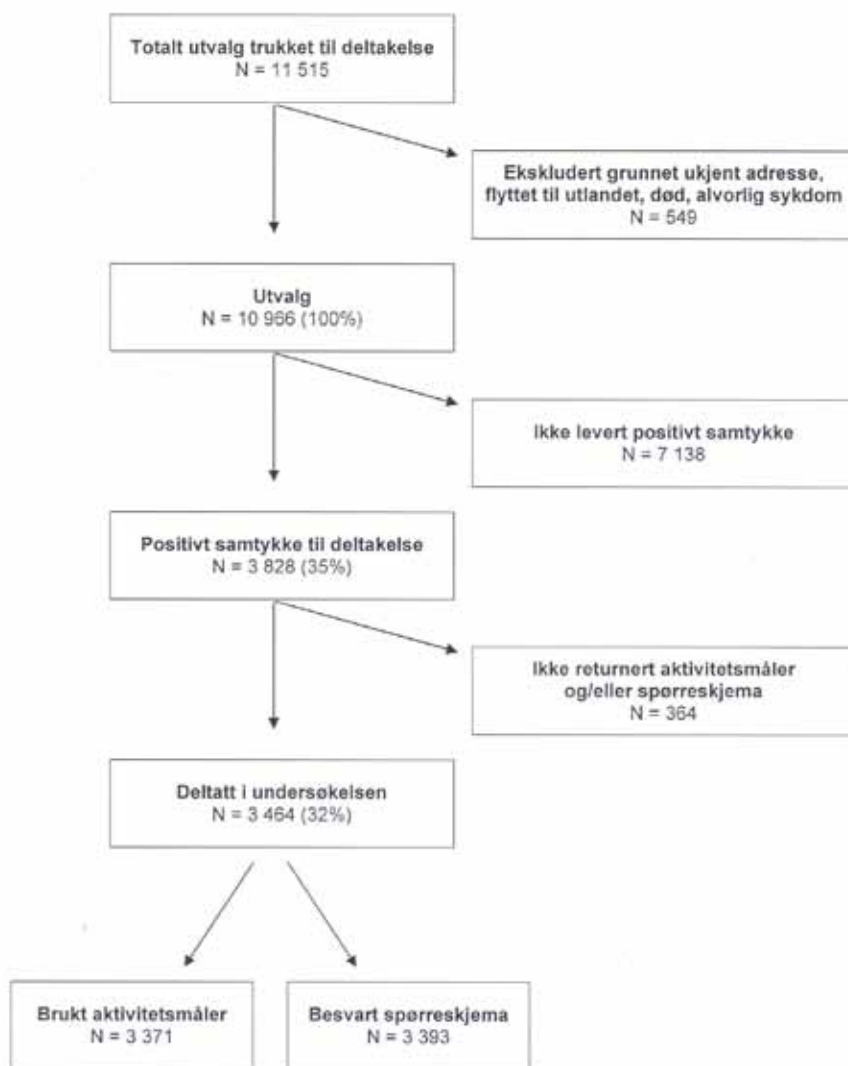 Totalt utvalg trukket til deltakelse
N = 11 515
Ekskludert grunnet ukjent adresse,
flyttet til utlandet, død, alvorlig sykdom
N = 549
Utvalg
N = 10 966 (100%)
Ikke levert positivt samtykke
N = 7 138
Positivt samtykke til deltakelse
N = 3 828 (35%)
Ikke returnert aktivitetsmåler
og/eller spørreskjema
N = 364
Deltatt i undersøkelsen
N = 3 464 (32%)
Brukt aktivitetsmåler
N = 3 371
Besvart spørreskjema
N = 3 393